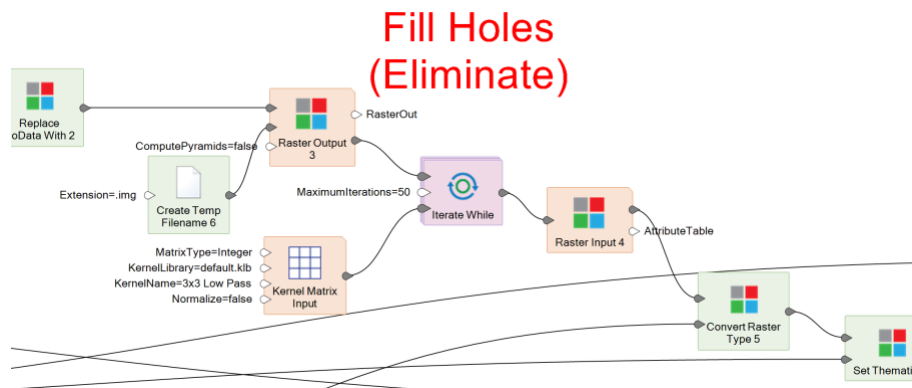 Fill Holes
(Eliminate)
Replace
oData With 2
RasterOut
ComputePyramids=false
Raster Output
3
Extension=.img
Create Temp
Filename 6
MaximumIterations=50
Iterate While
MatrixType=Integer
KernelLibrary=default.klb
KernelName=3x3 Low Pass
Normalize=false
Kernel Matrix
Input
Raster Input 4
AttributeTable
Convert Raster
Type 5
Set Themati